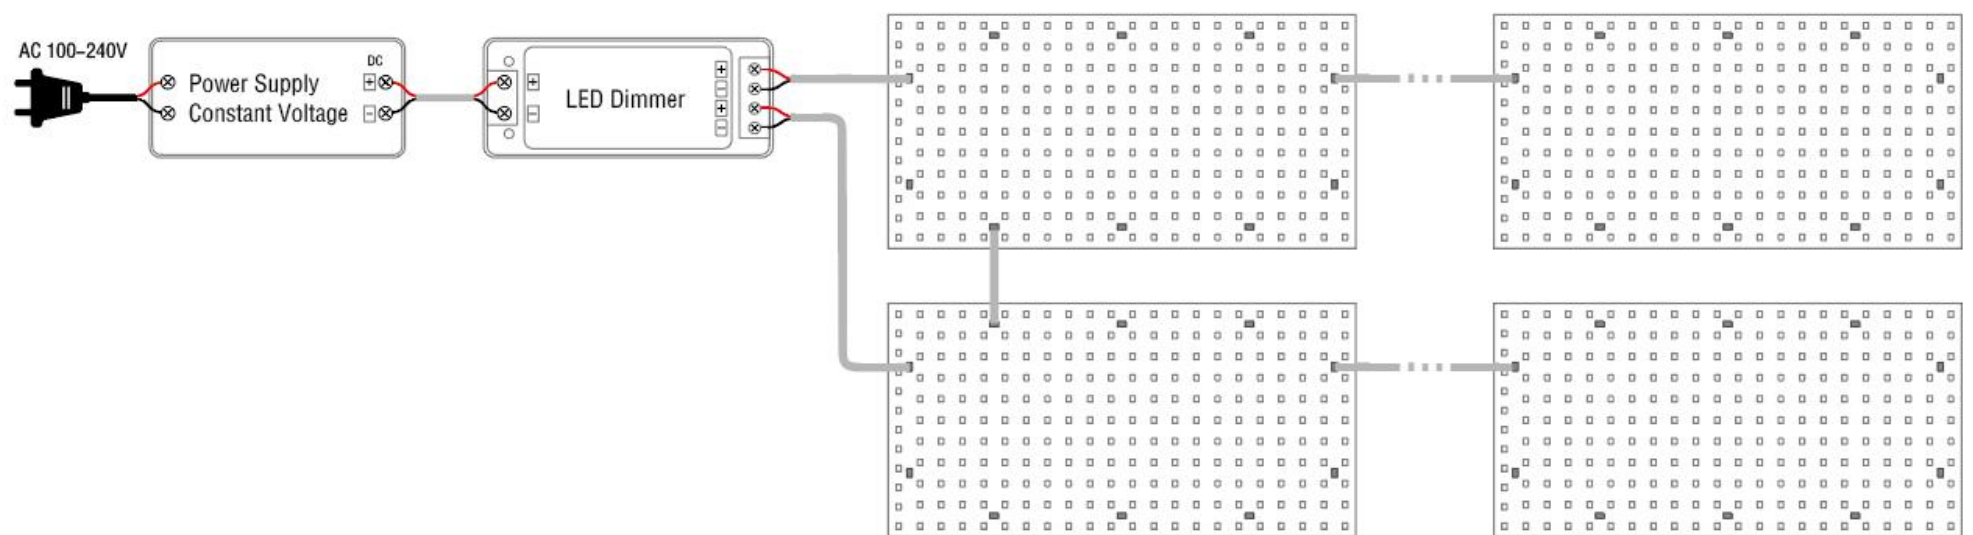 AC 100–240V
DC
Power Supply +
Constant Voltage −
+
−
LED Dimmer
+
−
+
−